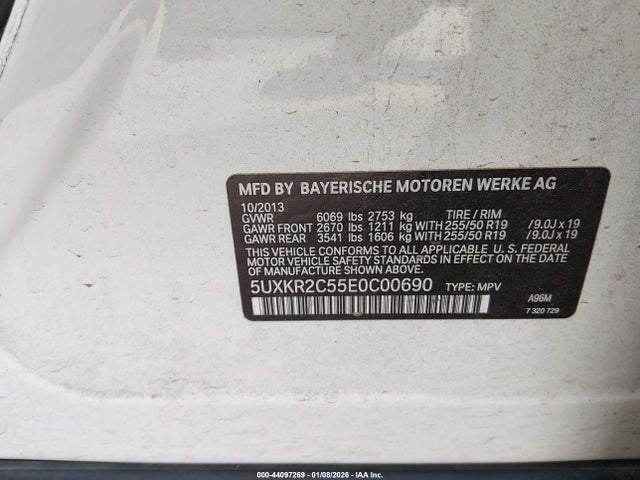 MFD BY BAYERISCHE MOTOREN WERKE AG
10/2013
GVWR 6069 lbs 2753 kg TIRE / RIM
GAWR FRONT 2670 lbs 1211 kg WITH 255/50 R19 / 9.0J x 19
GAWR REAR 3541 lbs 1606 kg WITH 255/50 R19 / 9.0J x 19
THIS VEHICLE CONFORMS TO ALL APPLICABLE U. S. FEDERAL
MOTOR VEHICLE SAFETY STANDARDS IN EFFECT ON THE DATE
OF MANUFACTURE SHOWN ABOVE.
5UXKR2C55E0C00690 TYPE: MPV
A96M
7 320 729
000-44097269 | 01/08/2026 | IAA Inc.